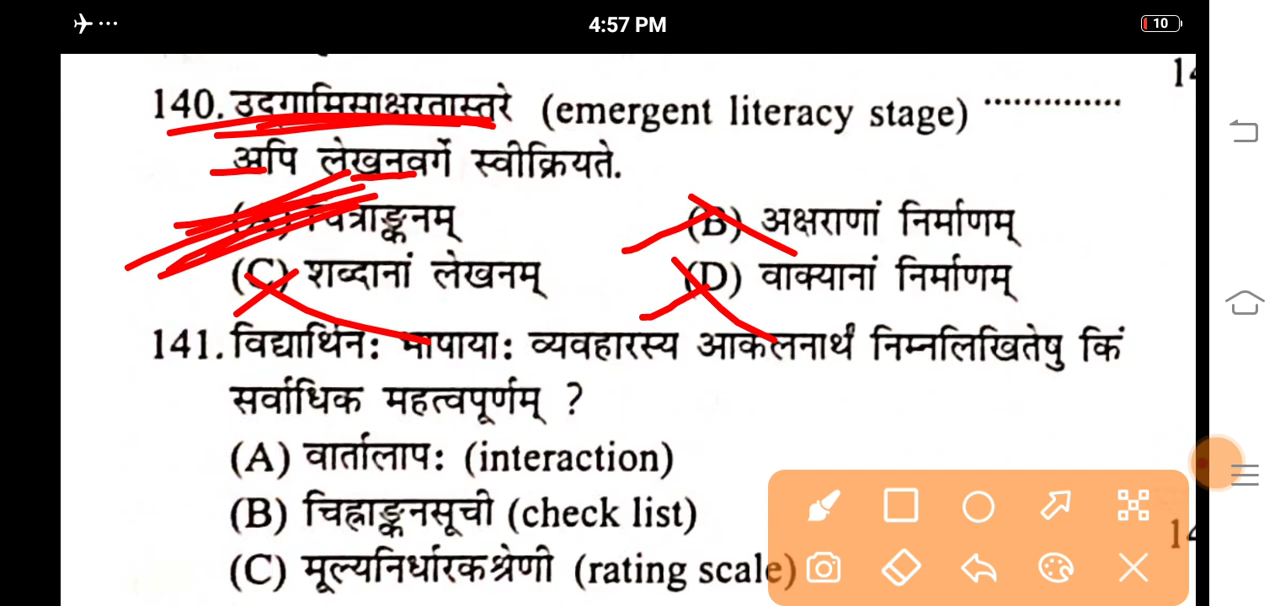 4:57 PM
10
140. उद्गामिसाक्षरतास्तरे (emergent literacy stage) ..............
अपि लेखनवर्गे स्वीक्रियते.
(A) चित्राङ्कनम् (B) अक्षराणां निर्माणम्
(C) शब्दानां लेखनम् (D) वाक्यानां निर्माणम्
141. विद्यार्थिनः भाषायाः व्यवहारस्य आकलनार्थं निम्नलिखितेषु किं
सर्वाधिक महत्वपूर्णम् ?
(A) वार्तालापः (interaction)
(B) चिह्नाङ्कनसूची (check list)
(C) मूल्यनिर्धारकश्रेणी (rating scale)